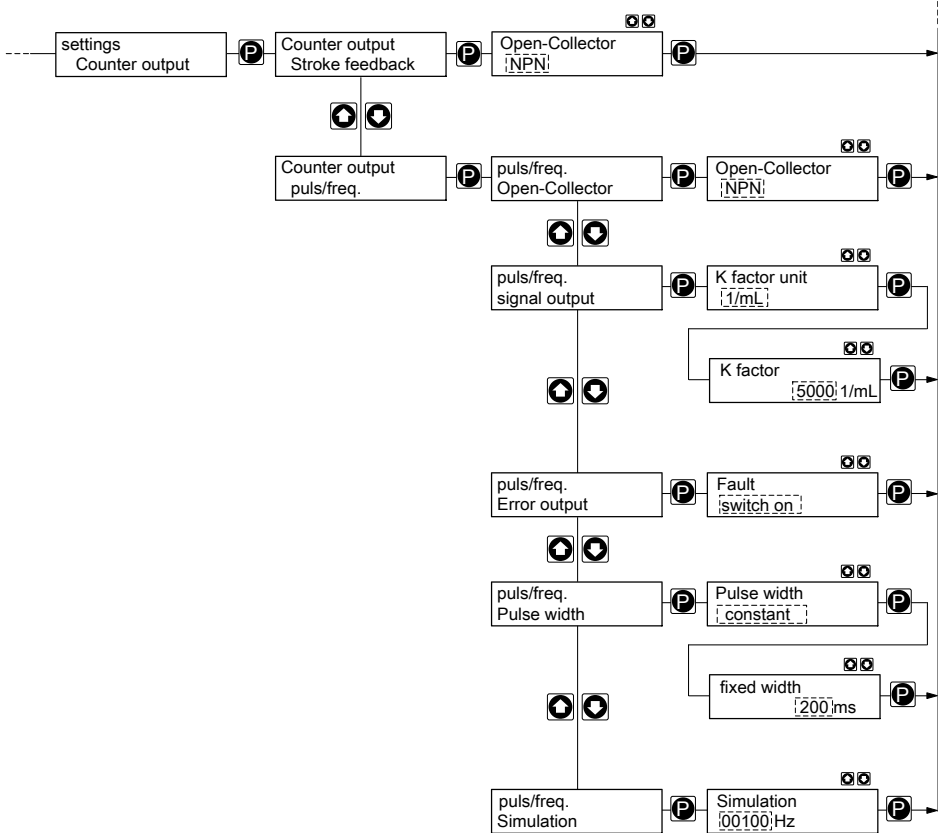 settings
Counter output
P
Counter output
Stroke feedback
P
Open-Collector
NPN
P
Counter output
puls/freq.
P
puls/freq.
Open-Collector
P
Open-Collector
NPN
P
puls/freq.
signal output
P
K factor unit
1/mL
P
K factor
5000 1/mL
P
puls/freq.
Error output
P
Fault
switch on
P
puls/freq.
Pulse width
P
Pulse width
constant
P
fixed width
200 ms
P
puls/freq.
Simulation
P
Simulation
00100 Hz
P